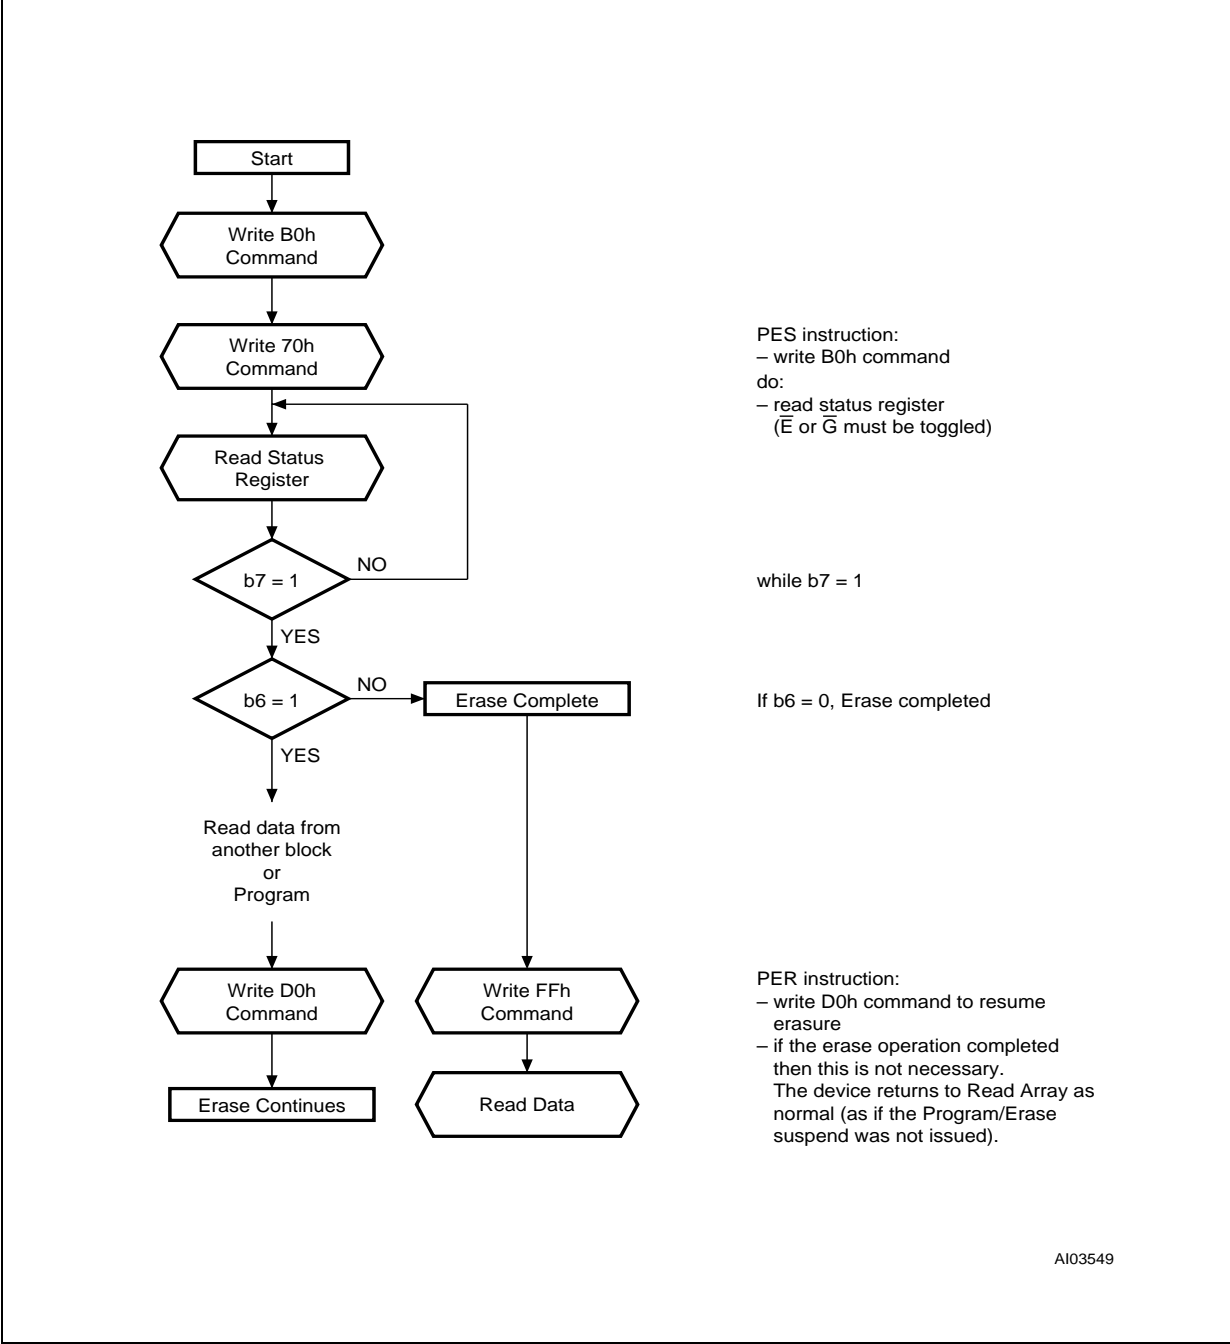 Start
Write B0h
Command
Write 70h
Command
PES instruction:
– write B0h command
do:
– read status register
(E̅ or G̅ must be toggled)
Read Status
Register
NO
b7 = 1
while b7 = 1
YES
NO
b6 = 1
Erase Complete
If b6 = 0, Erase completed
YES
Read data from
another block
or
Program
Write D0h
Command
Write FFh
Command
PER instruction:
– write D0h command to resume
erasure
– if the erase operation completed
then this is not necessary.
The device returns to Read Array as
normal (as if the Program/Erase
suspend was not issued).
Erase Continues
Read Data
AI03549